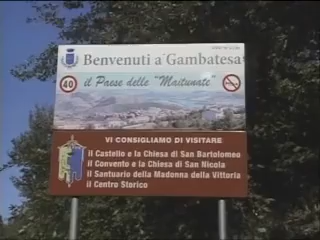 Benvenuti a Gambatesa
40
il Paese delle "Maitunate"
VI CONSIGLIAMO DI VISITARE
il Castello e la Chiesa di San Bartolomeo
il Convento e la Chiesa di San Nicola
il Santuario della Madonna della Vittoria
il Centro Storico